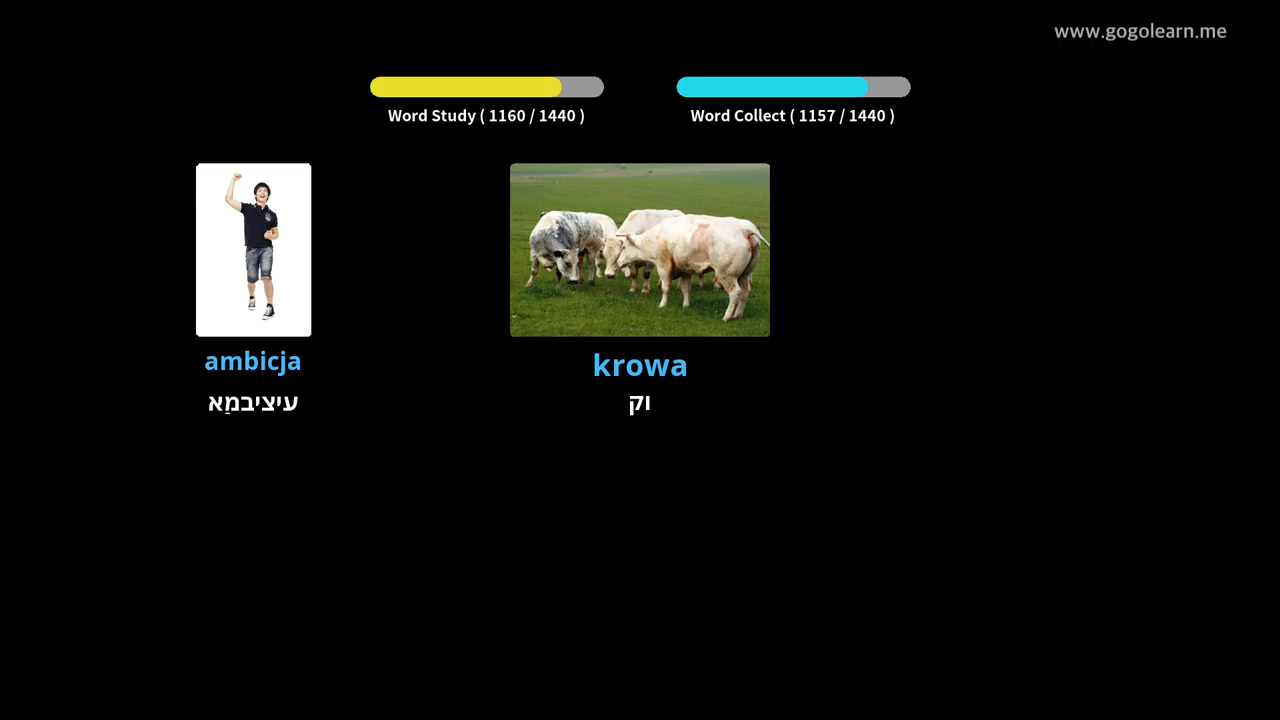 www.gogolearn.me
Word Study ( 1160 / 1440 )
Word Collect ( 1157 / 1440 )
ambicja
עיציבמַא
krowa
וק